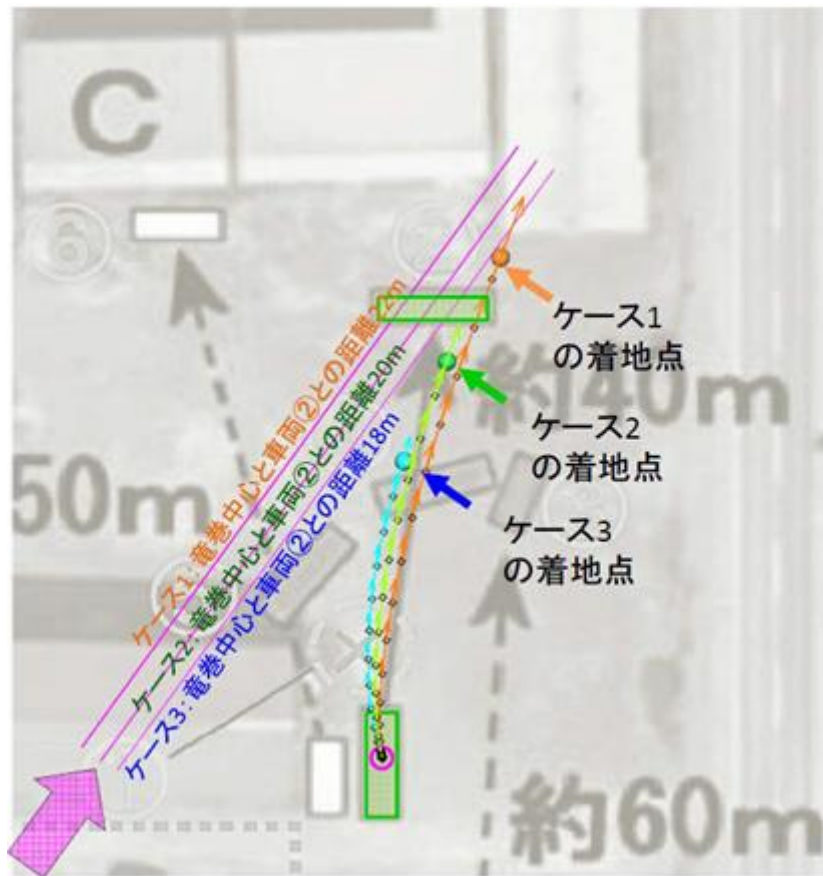 C
⑥
ケース1
の着地点
約40m
ケース1: 竜巻中心と車両②との距離22m
ケース2: 竜巻中心と車両②との距離20m
ケース3: 竜巻中心と車両②との距離18m
ケース2
の着地点
50m
ケース3
の着地点
約60m